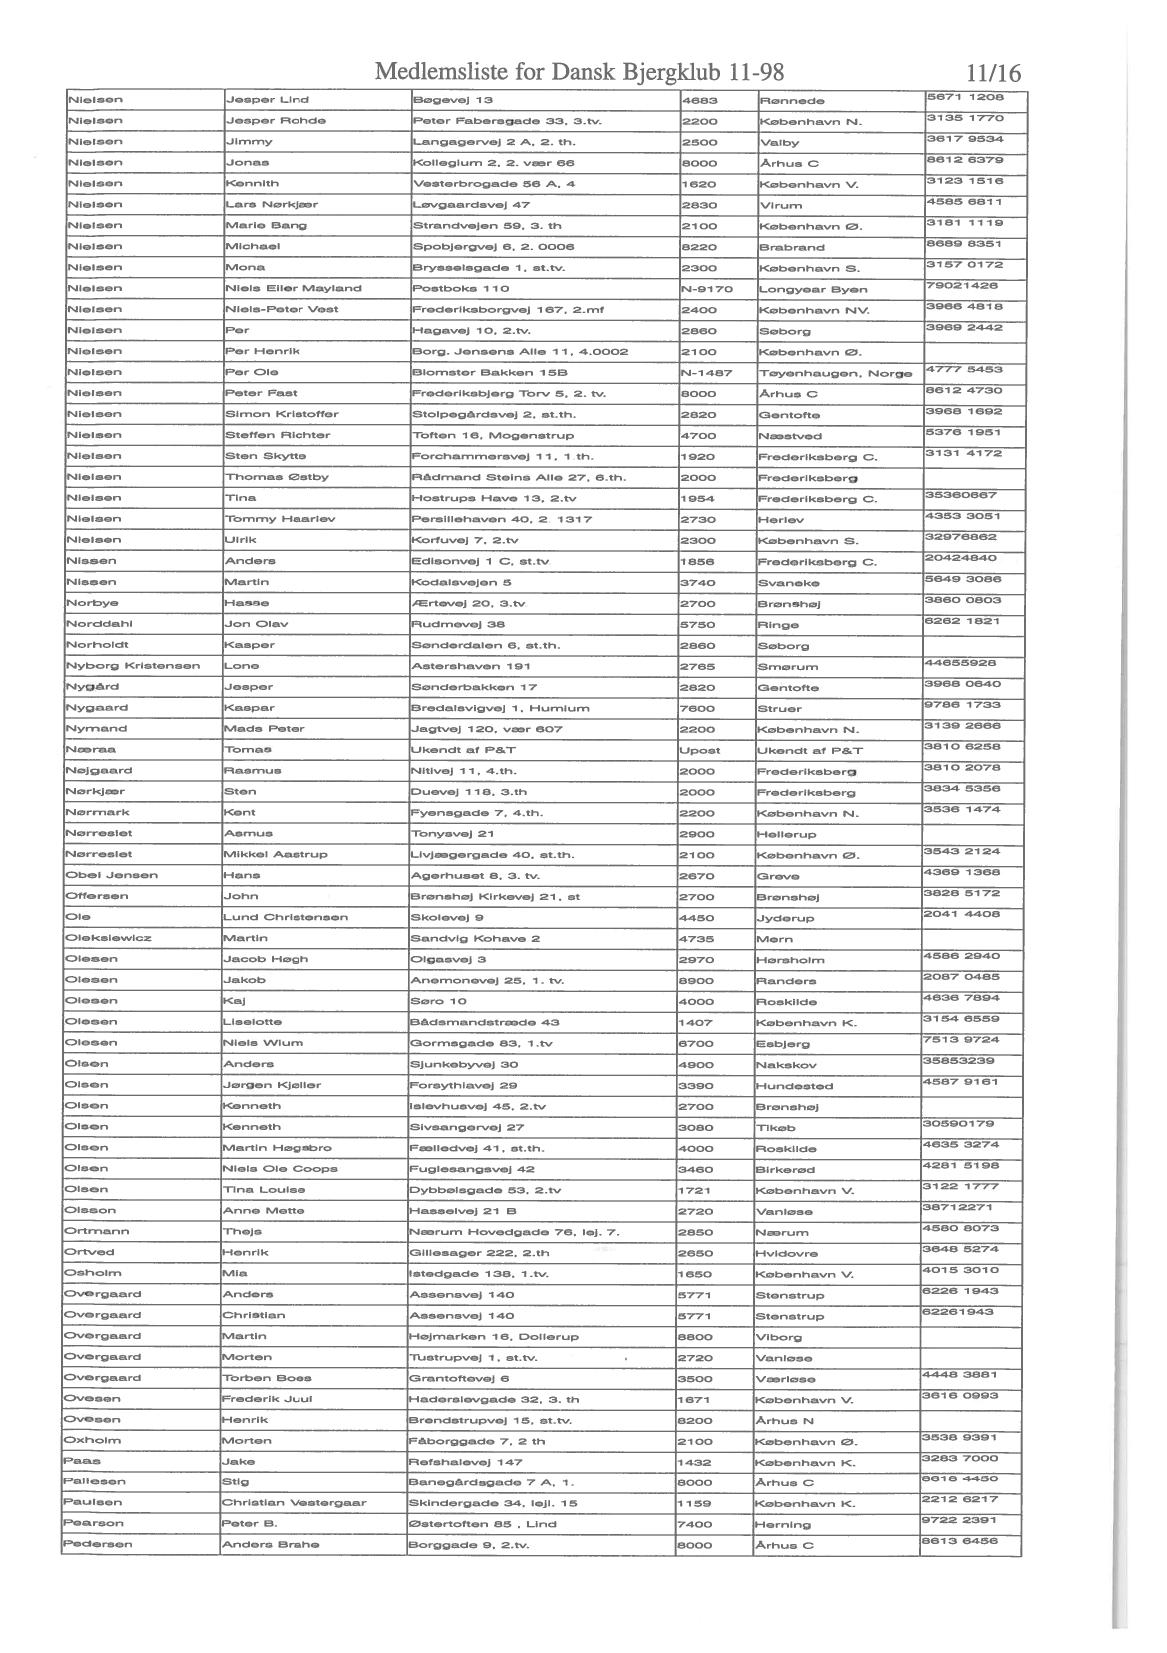 Medlemsliste for Dansk Bjergklub 11-98 11/16
Nielsen Jesper Lind Bøgevej 13 4683 Rønnede 5671 1208
Nielsen Jesper Rohde Peter Fabersgade 33, 3.tv. 2200 København N. 3135 1770
Nielsen Jimmy Langagervej 2 A, 2. th. 2500 Valby 3617 9534
Nielsen Jonas Kollegium 2, 2. vær 66 8000 Århus C 8612 6379
Nielsen Kennith Vesterbrogade 56 A, 4 1620 København V. 3123 1516
Nielsen Lars Nørkjær Løvgaardsvej 47 2830 Virum 4585 6811
Nielsen Marie Bang Strandvejen 59, 3. th 2100 København Ø. 3181 1119
Nielsen Michael Spobjergvej 6, 2. 0006 8220 Brabrand 8689 8351
Nielsen Mona Brysselsgade 1, st.tv. 2300 København S. 3157 0172
Nielsen Niels Eiler Mayland Postboks 110 N-9170 Longyear Byen 79021426
Nielsen Niels-Peter Vest Frederiksborgvej 167, 2.mf 2400 København NV. 3966 4818
Nielsen Per Hagavej 10, 2.tv. 2860 Søborg 3969 2442
Nielsen Per Henrik Borg. Jensens Alle 11, 4.0002 2100 København Ø.
Nielsen Per Ole Blomster Bakken 15B N-1487 Tøyenhaugen, Norge 4777 5453
Nielsen Peter Fast Frederiksbjerg Torv 5, 2. tv. 8000 Århus C 8612 4730
Nielsen Simon Kristoffer Stolpegårdsvej 2, st.th. 2820 Gentofte 3968 1692
Nielsen Steffen Richter Toften 16, Mogenstrup 4700 Næstved 5376 1951
Nielsen Sten Skytte Forchammersvej 11, 1.th. 1920 Frederiksberg C. 3131 4172
Nielsen Thomas Østby Rådmand Steins Alle 27, 6.th. 2000 Frederiksberg
Nielsen Tina Hostrups Have 13, 2.tv 1954 Frederiksberg C. 35360667
Nielsen Tommy Haarlev Persillehaven 40, 2. 1317 2730 Herlev 4353 3051
Nielsen Ulrik Korfuvej 7, 2.tv 2300 København S. 32976862
Nissen Anders Edisonvej 1 C, st.tv 1856 Frederiksberg C. 20424840
Nissen Martin Kodalsvejen 5 3740 Svaneke 5649 3086
Norbye Hasse Ærtevej 20, 3.tv 2700 Brønshøj 3860 0803
Norddahl Jon Olav Rudmevej 38 5750 Ringe 6262 1821
Norholdt Kasper Sønderdalen 6, st.th. 2860 Søborg
Nyborg Kristensen Lone Astershaven 191 2765 Smørum 44655928
Nygård Jesper Sønderbakken 17 2820 Gentofte 3968 0640
Nygaard Kaspar Bredalsvigvej 1, Humlum 7600 Struer 9786 1733
Nymand Mads Peter Jagtvej 120, vær 607 2200 København N. 3139 2666
Næraa Tomas Ukendt af P&T Upost Ukendt af P&T 3810 6258
Nøjgaard Rasmus Nitivej 11, 4.th. 2000 Frederiksberg 3810 2078
Nørkjær Sten Duevej 118, 3.th 2000 Frederiksberg 3834 5356
Nørmark Kent Fyensgade 7, 4.th. 2200 København N. 3536 1474
Nørreslet Asmus Tonysvej 21 2900 Hellerup
Nørreslet Mikkel Aastrup Livjægergade 40, st.th. 2100 København Ø. 3543 2124
Obel Jensen Hans Agerhuset 8, 3. tv. 2670 Greve 4369 1368
Offersen John Brønshøj Kirkevej 21, st 2700 Brønshøj 3828 5172
Ole Lund Christensen Skolevej 9 4450 Jyderup 2041 4408
Oleksiewicz Martin Sandvig Kohave 2 4735 Mern
Olesen Jacob Høgh Olgasvej 3 2970 Hørsholm 4586 2940
Olesen Jakob Anemonevej 25, 1. tv. 8900 Randers 2087 0485
Olesen Kaj Søro 10 4000 Roskilde 4636 7894
Olesen Liselotte Bådsmandstræde 43 1407 København K. 3154 6559
Olesen Niels Wium Gormsgade 83, 1.tv 6700 Esbjerg 7513 9724
Olsen Anders Sjunkebyvej 30 4900 Nakskov 35853239
Olsen Jørgen Kjøller Forsythiavej 29 3390 Hundested 4587 9161
Olsen Kenneth Islevhusvej 45, 2.tv 2700 Brønshøj
Olsen Kenneth Sivsangervej 27 3080 Tikøb 30590179
Olsen Martin Høgsbro Fælledvej 41, st.th. 4000 Roskilde 4635 3274
Olsen Niels Ole Coops Fuglesangsvej 42 3460 Birkerød 4281 5198
Olsen Tina Louise Dybbølsgade 53, 2.tv 1721 København V. 3122 1777
Olsson Anne Mette Hasselvej 21 B 2720 Vanløse 38712271
Ortmann Thejs Nærum Hovedgade 76, lej. 7. 2850 Nærum 4580 8073
Ortved Henrik Gillesager 222, 2.th 2650 Hvidovre 3648 5274
Osholm Mia Istedgade 138, 1.tv. 1650 København V. 4015 3010
Overgaard Anders Assensvej 140 5771 Stenstrup 6226 1943
Overgaard Christian Assensvej 140 5771 Stenstrup 62261943
Overgaard Martin Højmarken 16, Dollerup 8800 Viborg
Overgaard Morten Tustrupvej 1, st.tv. 2720 Vanløse
Overgaard Torben Boes Grantoftevej 6 3500 Værløse 4448 3881
Ovesen Frederik Juul Haderslevgade 32, 3. th 1671 København V. 3616 0993
Ovesen Henrik Brendstrupvej 15, st.tv. 8200 Århus N
Oxholm Morten Fåborggade 7, 2 th 2100 København Ø. 3538 9391
Paas Jake Refshalevej 147 1432 København K. 3283 7000
Pallesen Stig Banegårdsgade 7 A, 1. 8000 Århus C 8618 4450
Paulsen Christian Vestergaar Skindergade 34, lejl. 15 1159 København K. 2212 6217
Pearson Peter B. Østertoften 85 , Lind 7400 Herning 9722 2391
Pedersen Anders Brahe Borggade 9, 2.tv. 8000 Århus C 8613 6456